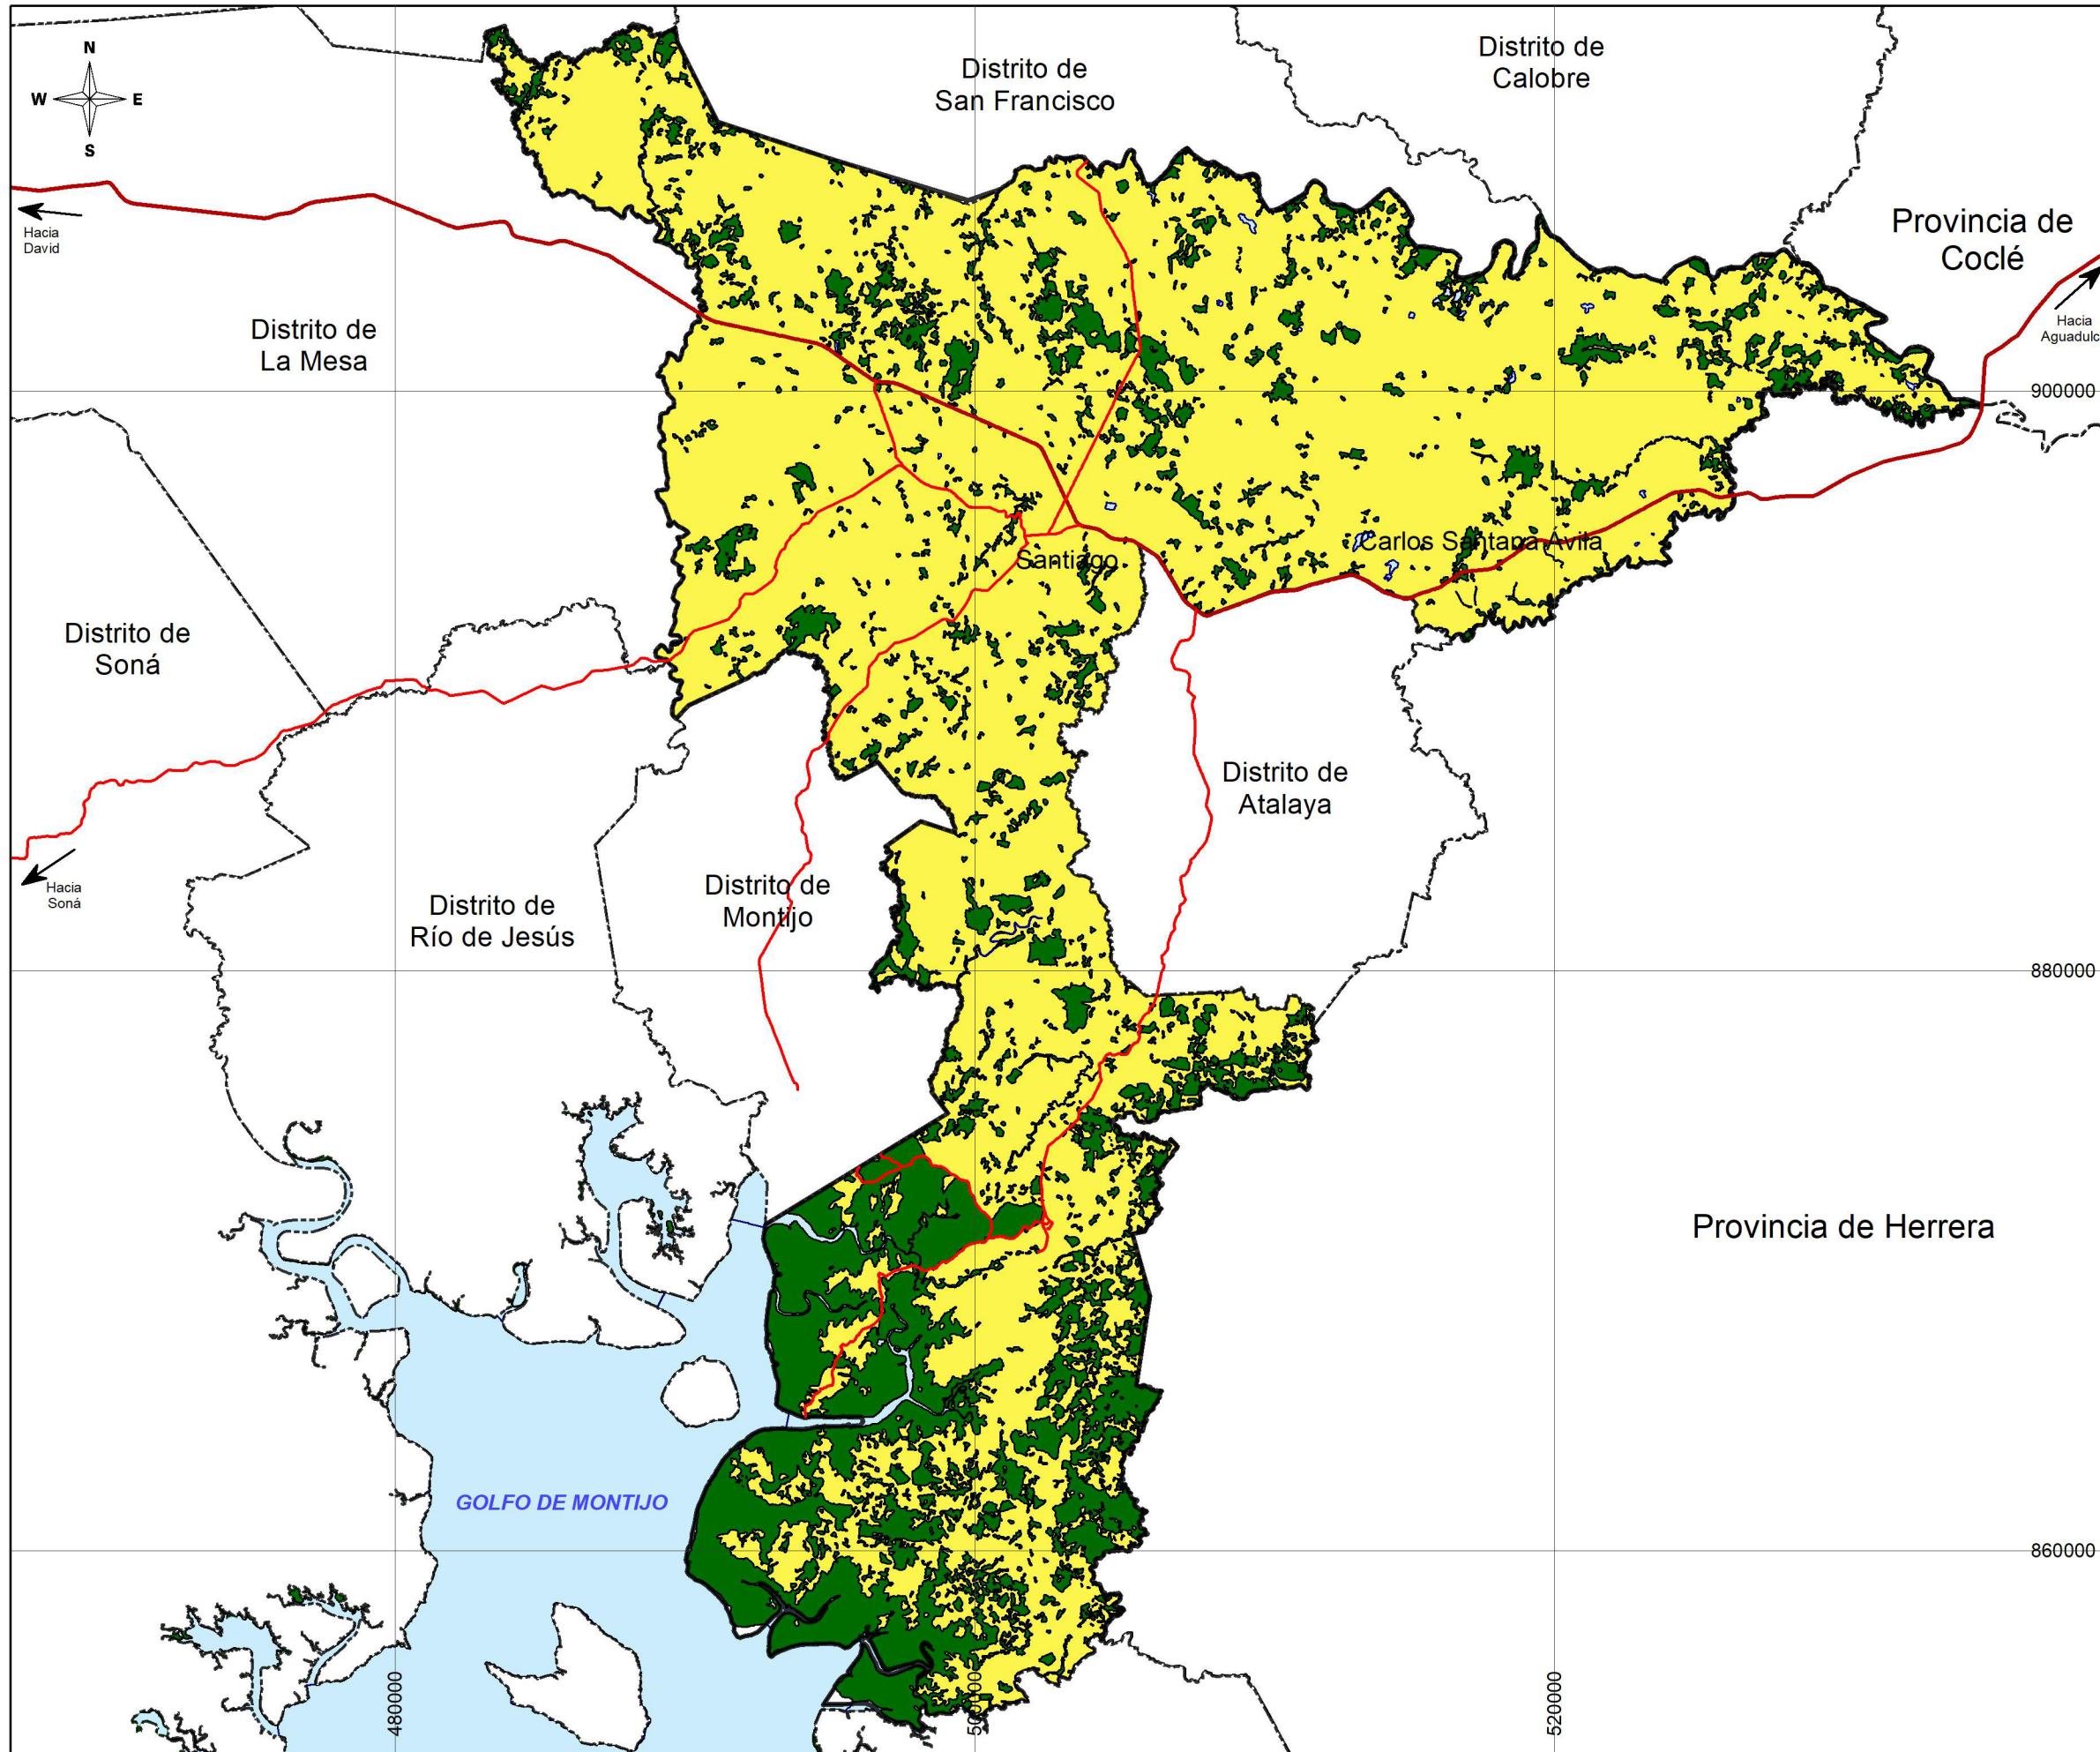 N
W
E
S
Distrito de
San Francisco
Distrito de
Calobre
Provincia de
Coclé
Hacia
David
Hacia
Aguadulc
Distrito de
La Mesa
900000
Carlos Santana Ávila
Santiago
Distrito de
Soná
Distrito de
Atalaya
Hacia
Soná
Distrito de
Río de Jesús
Distrito de
Montijo
880000
Provincia de Herrera
GOLFO DE MONTIJO
860000
480000
500000
520000